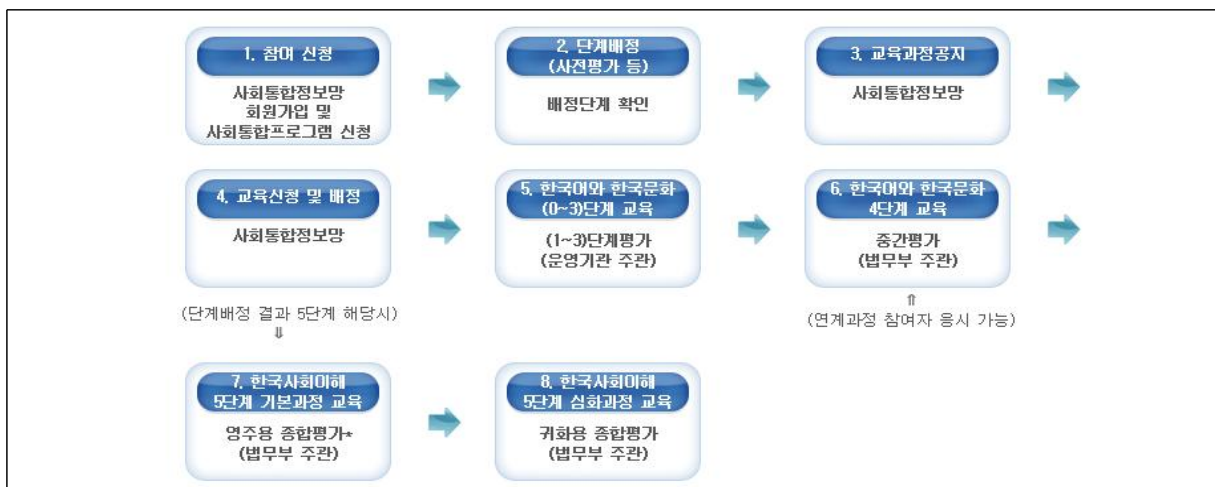 1. 참여 신청
사회통합정보망
회원가입 및
사회통합프로그램 신청
2. 단계배정
(사전평가 등)
배정단계 확인
3. 교육과정공지
사회통합정보망
4. 교육신청 및 배정
사회통합정보망
5. 한국어와 한국문화
(0~3)단계 교육
(1~3)단계평가
(운영기관 주관)
6. 한국어와 한국문화
4단계 교육
중간평가
(법무부 주관)
(단계배정 결과 5단계 해당시)
⇓
⇑
(연계과정 참여자 응시 가능)
7. 한국사회이해
5단계 기본과정 교육
영주용 종합평가*
(법무부 주관)
8. 한국사회이해
5단계 심화과정 교육
귀화용 종합평가
(법무부 주관)